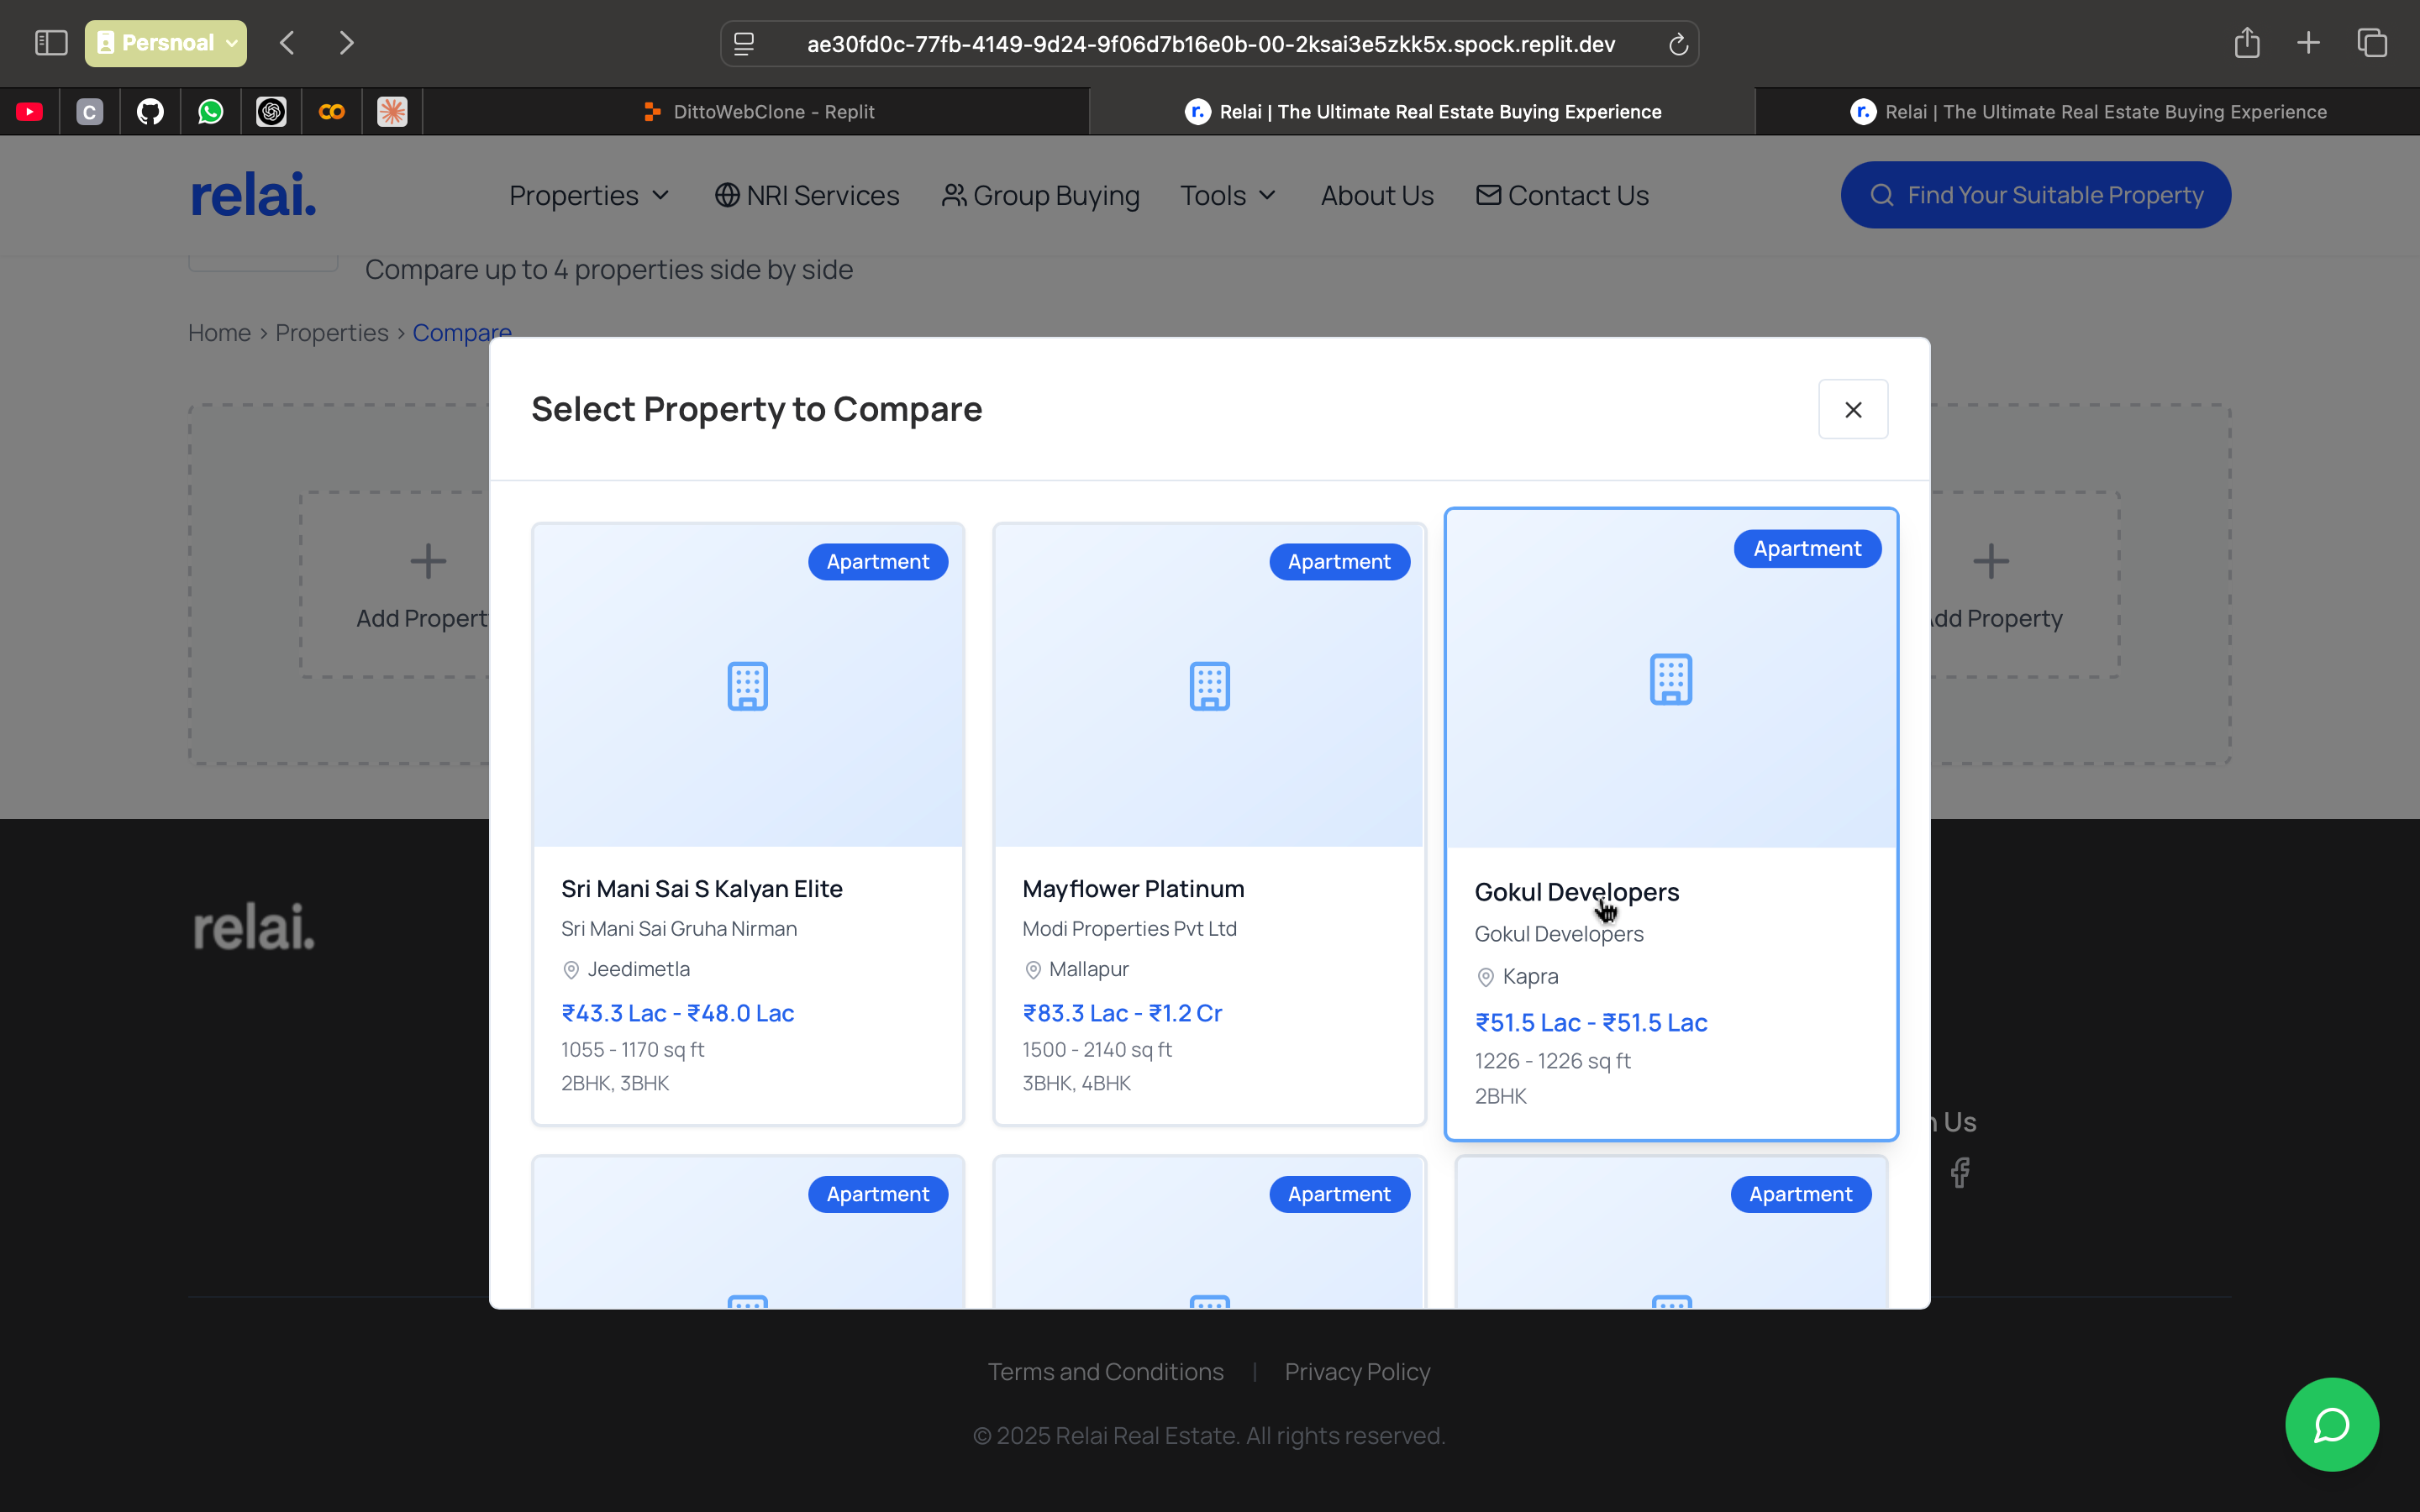 Persnoal
ae30fd0c-77fb-4149-9d24-9f06d7b16e0b-00-2ksai3e5zkk5x.spock.replit.dev
C
DittoWebClone - Replit
r.
Relai | The Ultimate Real Estate Buying Experience
r.
Relai | The Ultimate Real Estate Buying Experience
relai.
Properties
NRI Services
Group Buying
Tools
About Us
Contact Us
Find Your Suitable Property
Compare up to 4 properties side by side
Home > Properties > Compare
Select Property to Compare
Add Propert
dd Property
Apartment
Sri Mani Sai S Kalyan Elite
Sri Mani Sai Gruha Nirman
Jeedimetla
₹43.3 Lac - ₹48.0 Lac
1055 - 1170 sq ft
2BHK, 3BHK
Apartment
Mayflower Platinum
Modi Properties Pvt Ltd
Mallapur
₹83.3 Lac - ₹1.2 Cr
1500 - 2140 sq ft
3BHK, 4BHK
Apartment
Gokul Developers
Gokul Developers
Kapra
₹51.5 Lac - ₹51.5 Lac
1226 - 1226 sq ft
2BHK
Apartment
Apartment
Apartment
relai.
Us
Terms and Conditions | Privacy Policy
© 2025 Relai Real Estate. All rights reserved.